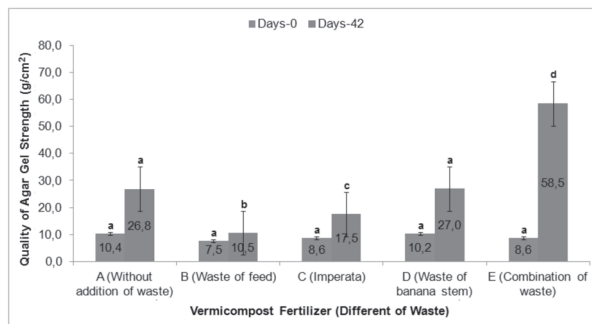 Days-0 Days-42
Quality of Agar Gel Strength (g/cm²)
80,0
70,0
60,0
50,0
40,0
30,0
20,0
10,0
0,0
a a a b a c a a a d
10,4 26,8 7,5 10,5 8,6 17,5 10,2 27,0 8,6 58,5
A (Without addition of waste)
B (Waste of feed)
C (Imperata)
D (Waste of banana stem)
E (Combination of waste)
Vermicompost Fertilizer (Different of Waste)